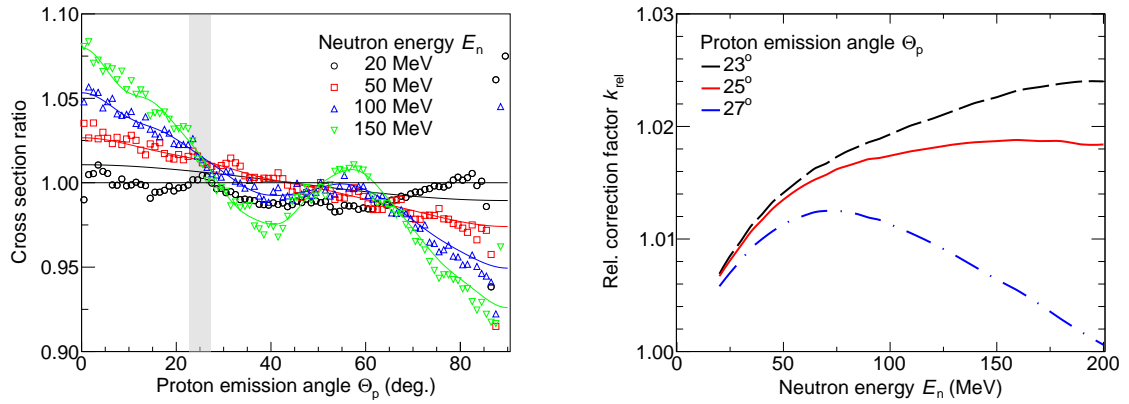 1.10
1.05
1.00
0.95
0.90
Cross section ratio
0
20
40
60
80
Proton emission angle Θp (deg.)
Neutron energy En
20 MeV
50 MeV
100 MeV
150 MeV
1.03
1.02
1.01
1.00
Rel. correction factor krel
0
50
100
150
200
Neutron energy En (MeV)
Proton emission angle Θp
23o
25o
27o